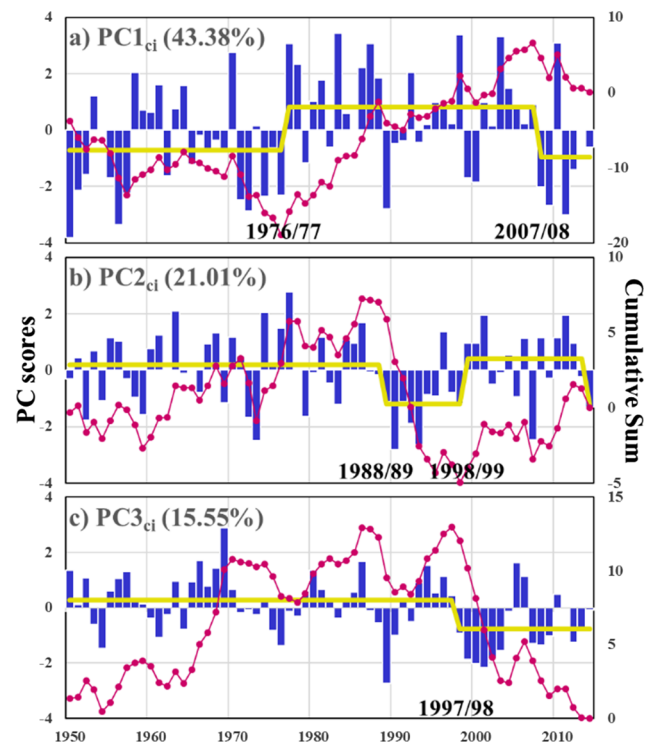 4 10
a) PC1ci (43.38%)
2 0
0
-10
-2
-4 1976/77 2007/08 -20
b) PC2ci (21.01%) 10
2
5
0
0
-2
-4 1988/89 1998/99 -5
c) PC3ci (15.55%) 15
2
10
0
5
-2
1997/98
-4 0
1950 1960 1970 1980 1990 2000 2010
PC scores
Cumulative Sum